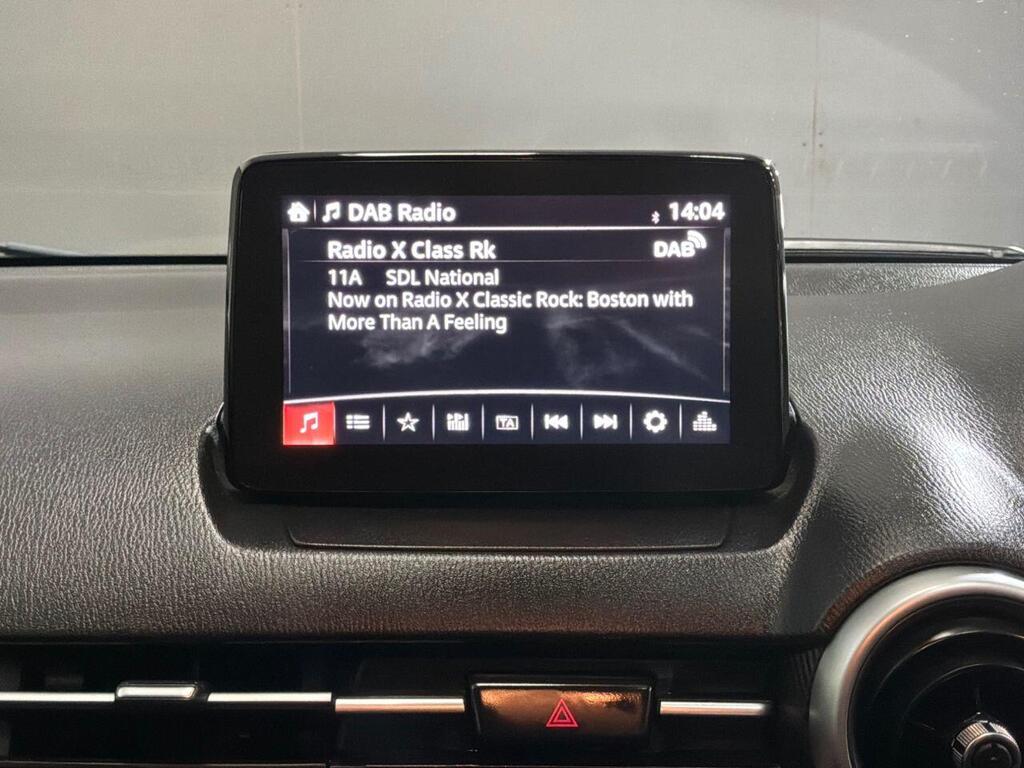 DAB Radio 14:04
Radio X Class Rk DAB
11A SDL National
Now on Radio X Classic Rock: Boston with
More Than A Feeling
TA